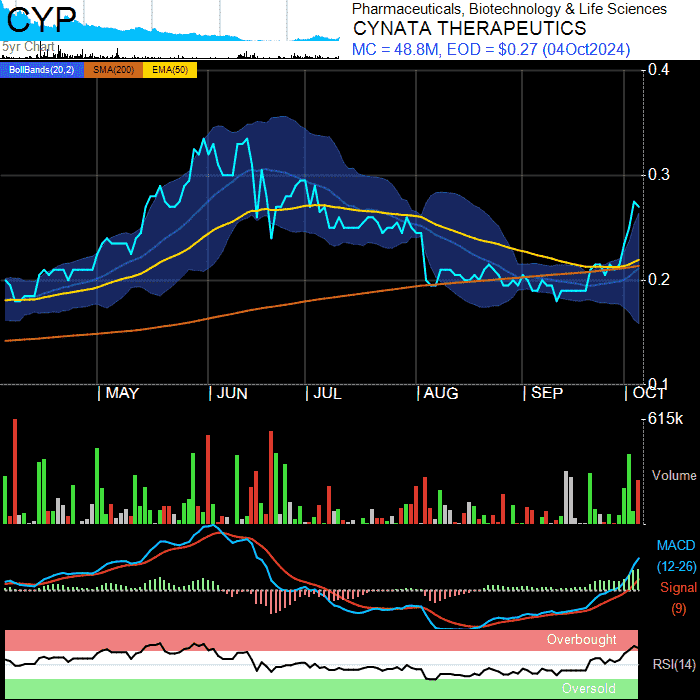 CYP
5yr Chart
Pharmaceuticals, Biotechnology & Life Sciences
CYNATA THERAPEUTICS
MC = 48.8M, EOD = $0.27 (04Oct2024)
BollBands(20,2) SMA(200) EMA(50)
0.4
0.3
0.2
0.1
MAY JUN JUL AUG SEP OCT
615k
Volume
MACD
(12-26)
Signal
(9)
Overbought
RSI(14)
Oversold